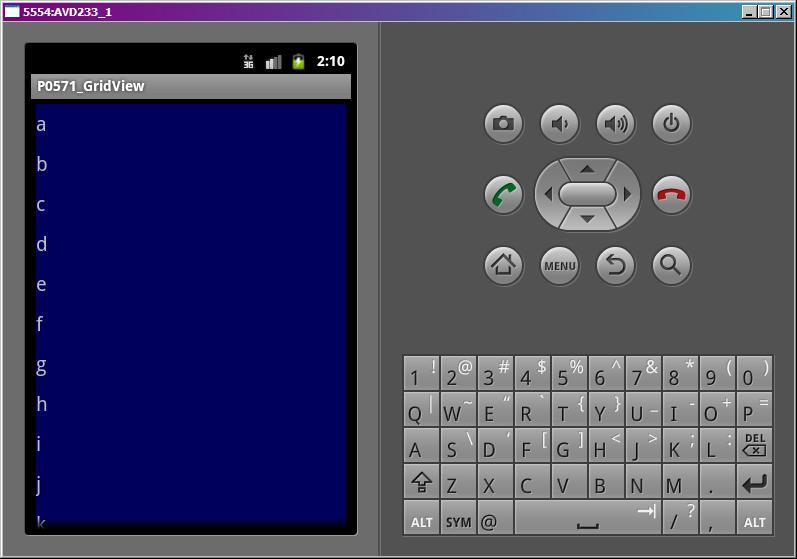 5554:AVD233_1
3G 2:10
P0571_GridView
a
b
c
d
e
f
g
h
i
j
k
MENU
1 ! 2 @ 3 # 4 $ 5 % 6 ^ 7 & 8 * 9 ( 0 )
Q | W ~ E " R ` T { Y } U _ I - O + P =
A S \ D ' F [ G ] H < J > K ; L : DEL
Z X C V B N M .
ALT SYM @ / ? , ALT